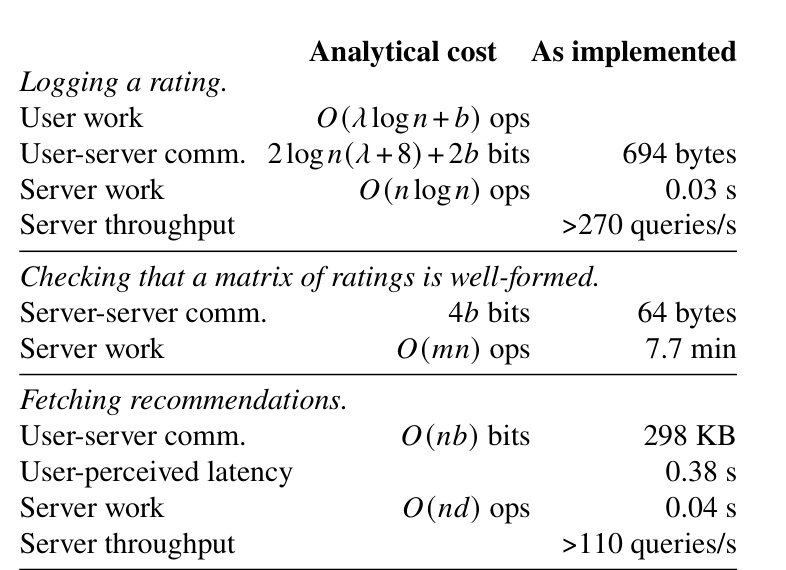 Analytical cost As implemented
Logging a rating.
User work O(λ log n + b) ops
User-server comm. 2 log n(λ + 8) + 2b bits 694 bytes
Server work O(n log n) ops 0.03 s
Server throughput >270 queries/s
Checking that a matrix of ratings is well-formed.
Server-server comm. 4b bits 64 bytes
Server work O(mn) ops 7.7 min
Fetching recommendations.
User-server comm. O(nb) bits 298 KB
User-perceived latency 0.38 s
Server work O(nd) ops 0.04 s
Server throughput >110 queries/s